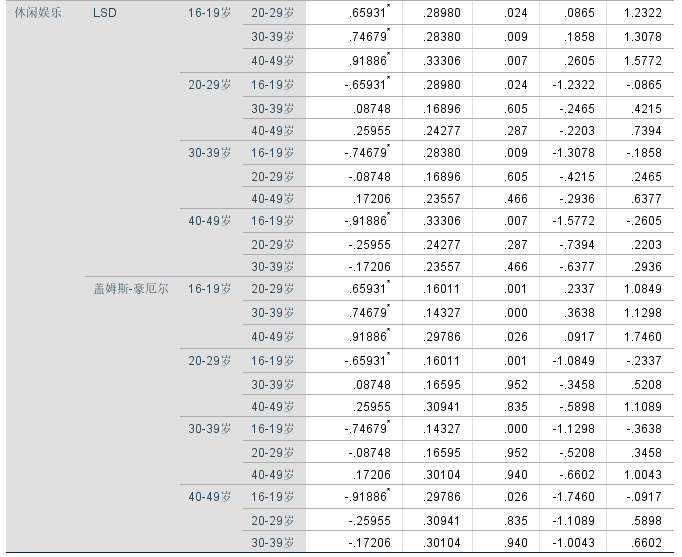 休闲娱乐 LSD 16-19岁 20-29岁 .65931* .28980 .024 .0865 1.2322
30-39岁 .74679* .28380 .009 .1858 1.3078
40-49岁 .91886* .33306 .007 .2605 1.5772
20-29岁 16-19岁 -.65931* .28980 .024 -1.2322 -.0865
30-39岁 .08748 .16896 .605 -.2465 .4215
40-49岁 .25955 .24277 .287 -.2203 .7394
30-39岁 16-19岁 -.74679* .28380 .009 -1.3078 -.1858
20-29岁 -.08748 .16896 .605 -.4215 .2465
40-49岁 .17206 .23557 .466 -.2936 .6377
40-49岁 16-19岁 -.91886* .33306 .007 -1.5772 -.2605
20-29岁 -.25955 .24277 .287 -.7394 .2203
30-39岁 -.17206 .23557 .466 -.6377 .2936
盖姆斯-豪厄尔 16-19岁 20-29岁 .65931* .16011 .001 .2337 1.0849
30-39岁 .74679* .14327 .000 .3638 1.1298
40-49岁 .91886* .29786 .026 .0917 1.7460
20-29岁 16-19岁 -.65931* .16011 .001 -1.0849 -.2337
30-39岁 .08748 .16595 .952 -.3458 .5208
40-49岁 .25955 .30941 .835 -.5898 1.1089
30-39岁 16-19岁 -.74679* .14327 .000 -1.1298 -.3638
20-29岁 -.08748 .16595 .952 -.5208 .3458
40-49岁 .17206 .30104 .940 -.6602 1.0043
40-49岁 16-19岁 -.91886* .29786 .026 -1.7460 -.0917
20-29岁 -.25955 .30941 .835 -1.1089 .5898
30-39岁 -.17206 .30104 .940 -1.0043 .6602